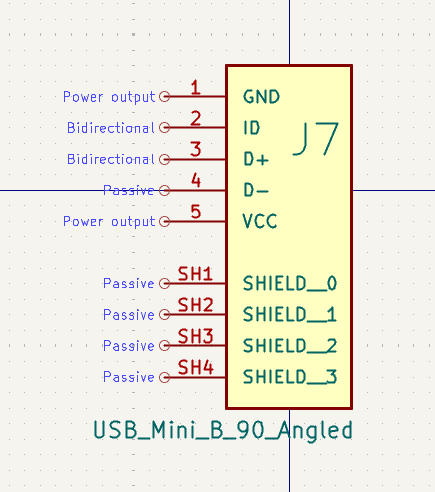 Power output 1 GND
Bidirectional 2 ID
J7
Bidirectional 3 D+
Passive 4 D-
Power output 5 VCC
Passive SH1 SHIELD__0
Passive SH2 SHIELD__1
Passive SH3 SHIELD__2
Passive SH4 SHIELD__3
USB_Mini_B_90_Angled